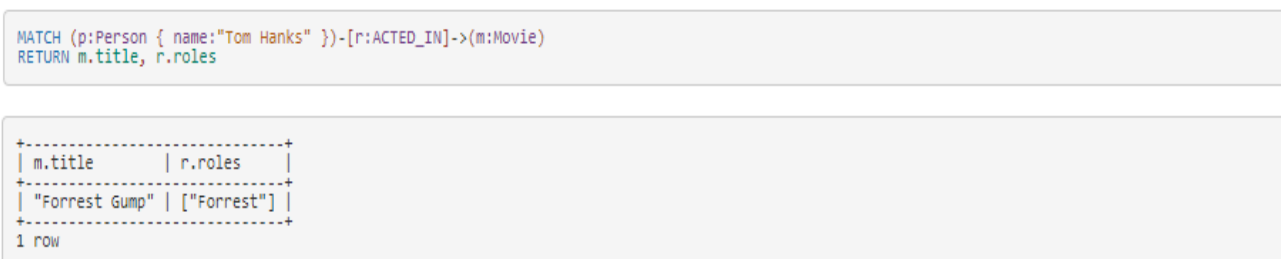 MATCH (p:Person { name:"Tom Hanks" })-[r:ACTED_IN]->(m:Movie)
RETURN m.title, r.roles
+------------------------------+
| m.title        | r.roles     |
+------------------------------+
| "Forrest Gump" | ["Forrest"] |
+------------------------------+
1 row